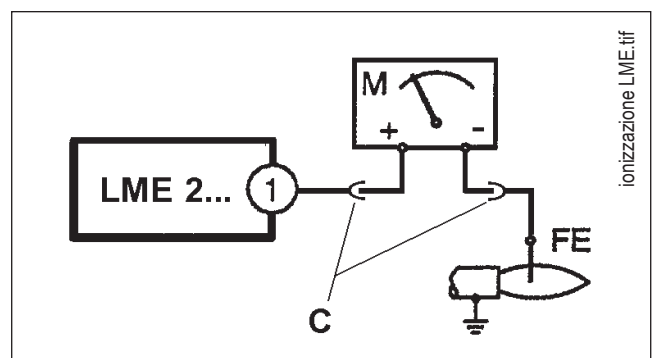 M
+ -
LME 2... 1
FE
C
ionizzazione LME.tif